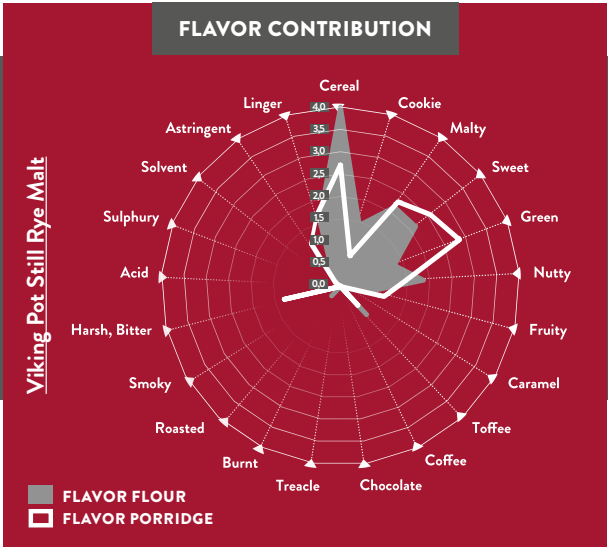 FLAVOR CONTRIBUTION
Viking Pot Still Rye Malt
Cereal
Cookie
Malty
Sweet
Green
Nutty
Fruity
Caramel
Toffee
Coffee
Chocolate
Treacle
Burnt
Roasted
Smoky
Harsh, Bitter
Acid
Sulphury
Solvent
Astringent
Linger
4,0
3,5
3,0
2,5
2,0
1,5
1,0
0,5
0,0
FLAVOR FLOUR
FLAVOR PORRIDGE